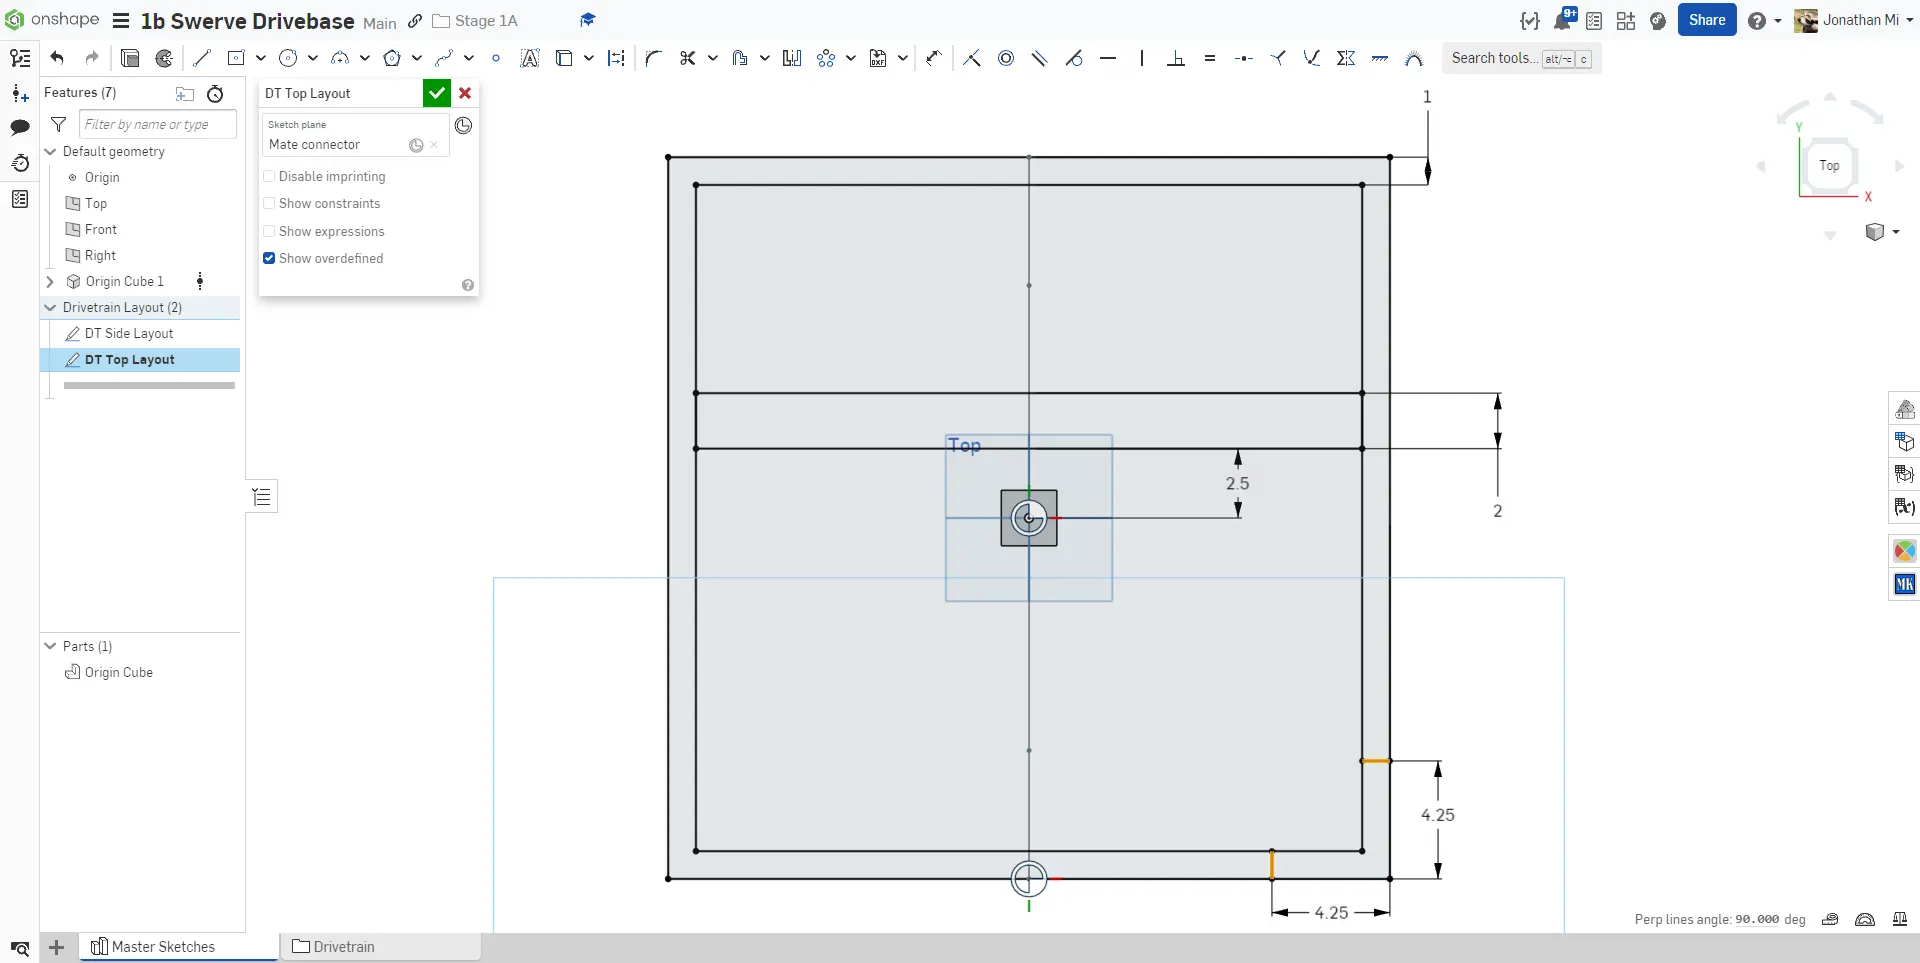 onshape
1b Swerve Drivebase
Main
Stage 1A
9+
Share
Jonathan Mi
Search tools...
alt/⌥
c
Features (7)
Filter by name or type
Default geometry
Origin
Top
Front
Right
Origin Cube 1
Drivetrain Layout (2)
DT Side Layout
DT Top Layout
Parts (1)
Origin Cube
DT Top Layout
Sketch plane
Mate connector
Disable imprinting
Show constraints
Show expressions
Show overdefined
1
Top
2.5
2
4.25
4.25
Y
Top
X
MK
Perp lines angle: 90.000 deg
Master Sketches
Drivetrain